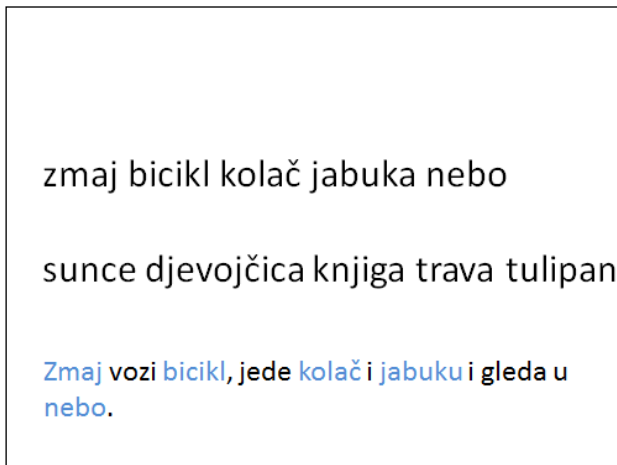 zmaj bicikl kolač jabuka nebo
sunce djevojčica knjiga trava tulipan
Zmaj vozi bicikl, jede kolač i jabuku i gleda u
nebo.